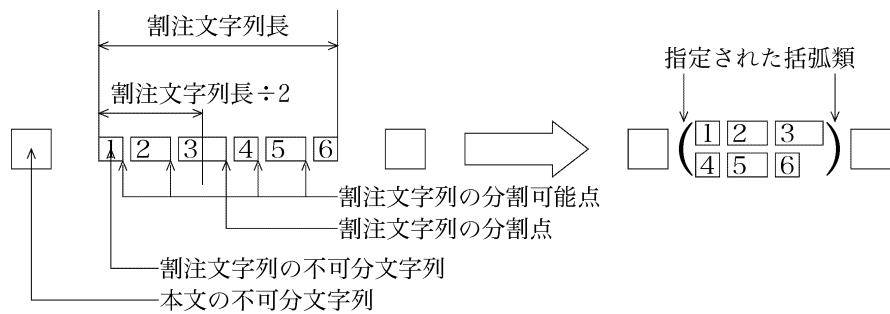 割注文字列長
指定された括弧類
割注文字列長÷2
1 2 3 4 5 6
( 1 2 3 )
4 5 6
割注文字列の分割可能点
割注文字列の分割点
割注文字列の不可分文字列
本文の不可分文字列